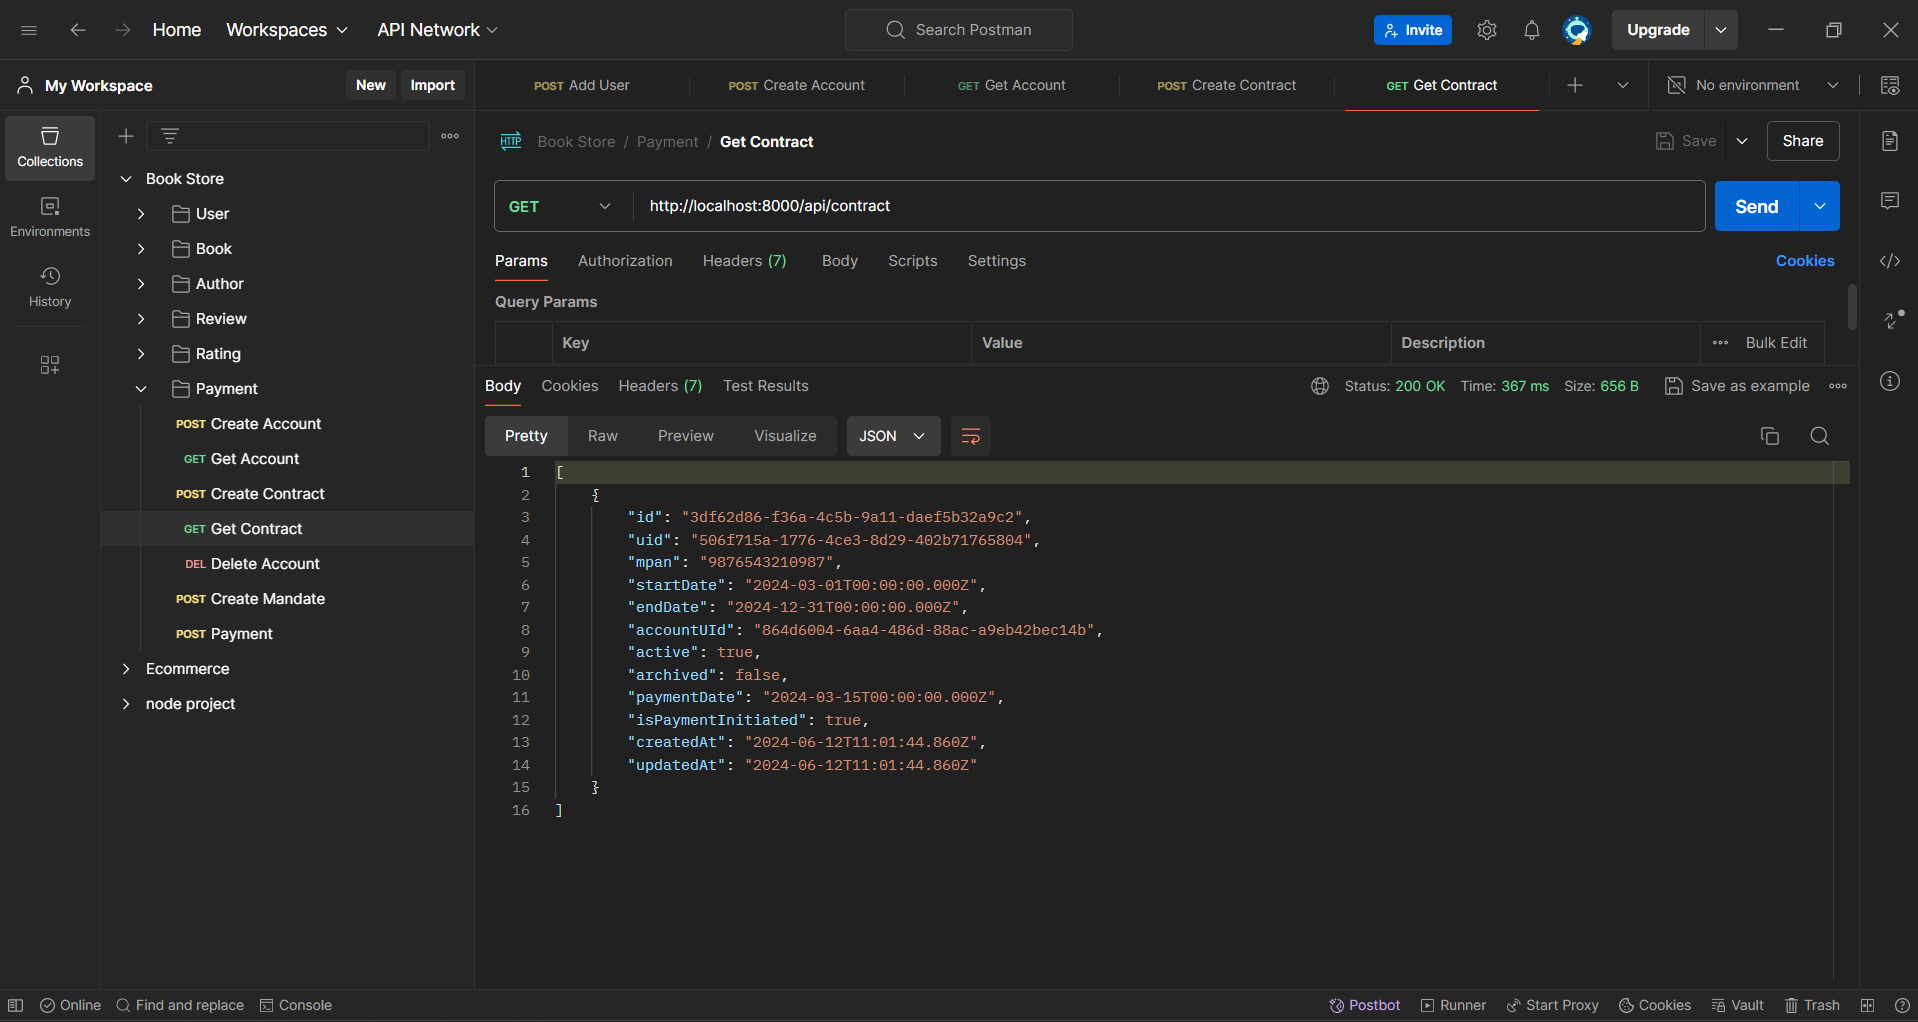 Home Workspaces API Network Search Postman Invite Upgrade
My Workspace New Import POST Add User POST Create Account GET Get Account POST Create Contract GET Get Contract No environment
Collections
Environments
History
Book Store
User
Book
Author
Review
Rating
Payment
POST Create Account
GET Get Account
POST Create Contract
GET Get Contract
DEL Delete Account
POST Create Mandate
POST Payment
Ecommerce
node project
HTTP Book Store / Payment / Get Contract Save Share
GET http://localhost:8000/api/contract Send
Params Authorization Headers (7) Body Scripts Settings Cookies
Query Params
Key Value Description Bulk Edit
Body Cookies Headers (7) Test Results Status: 200 OK Time: 367 ms Size: 656 B Save as example
Pretty Raw Preview Visualize JSON
1 [
2 {
3 "id": "3df62d86-f36a-4c5b-9a11-daef5b32a9c2",
4 "uid": "506f715a-1776-4ce3-8d29-402b71765804",
5 "mpan": "9876543210987",
6 "startDate": "2024-03-01T00:00:00.000Z",
7 "endDate": "2024-12-31T00:00:00.000Z",
8 "accountUId": "864d6004-6aa4-486d-88ac-a9eb42bec14b",
9 "active": true,
10 "archived": false,
11 "paymentDate": "2024-03-15T00:00:00.000Z",
12 "isPaymentInitiated": true,
13 "createdAt": "2024-06-12T11:01:44.860Z",
14 "updatedAt": "2024-06-12T11:01:44.860Z"
15 }
16 ]
Online Find and replace Console Postbot Runner Start Proxy Cookies Vault Trash